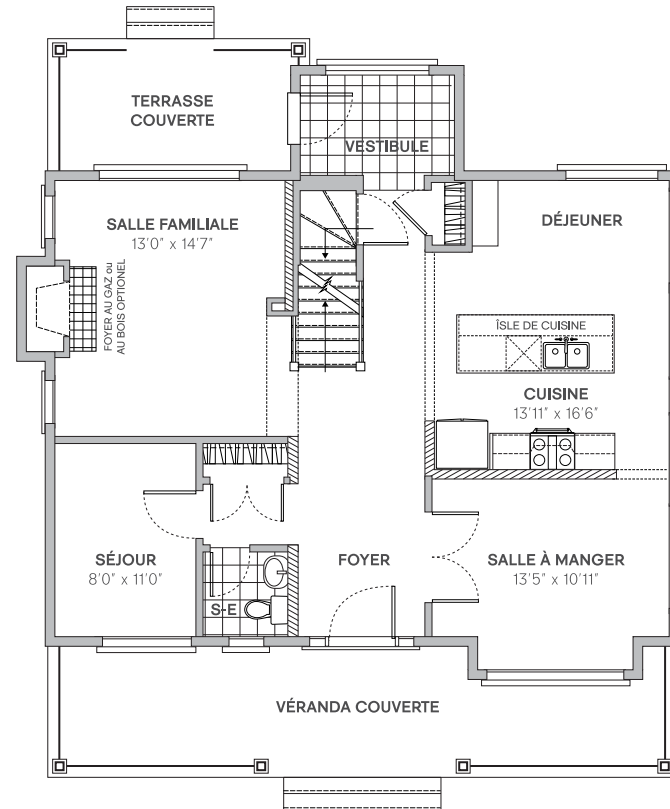 TERRASSE
COUVERTE
VESTIBULE
SALLE FAMILIALE
13'0" x 14'7"
DÉJEUNER
FOYER AU GAZ ou
AU BOIS OPTIONEL
ÎSLE DE CUISINE
CUISINE
13'11" x 16'6"
SÉJOUR
8'0" x 11'0"
FOYER
SALLE À MANGER
13'5" x 10'11"
S-E
VÉRANDA COUVERTE